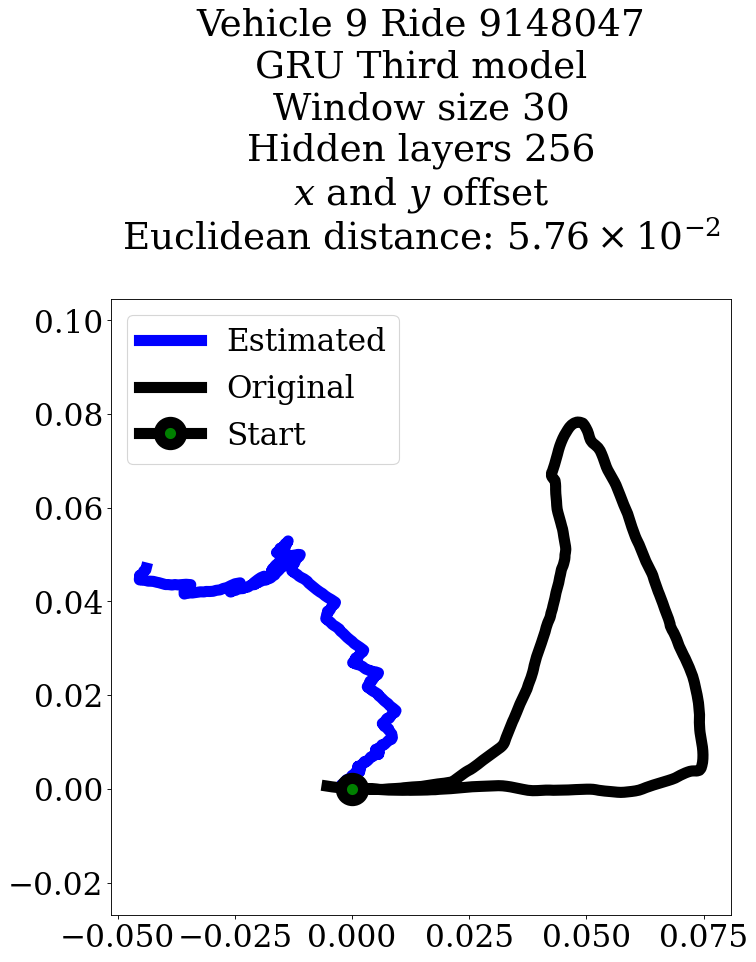 Vehicle 9 Ride 9148047
GRU Third model
Window size 30
Hidden layers 256
x and y offset
Euclidean distance: 5.76 × 10⁻²
0.10
Estimated
0.08
Original
Start
0.06
0.04
0.02
0.00
−0.02
−0.050 −0.025 0.000 0.025 0.050 0.075